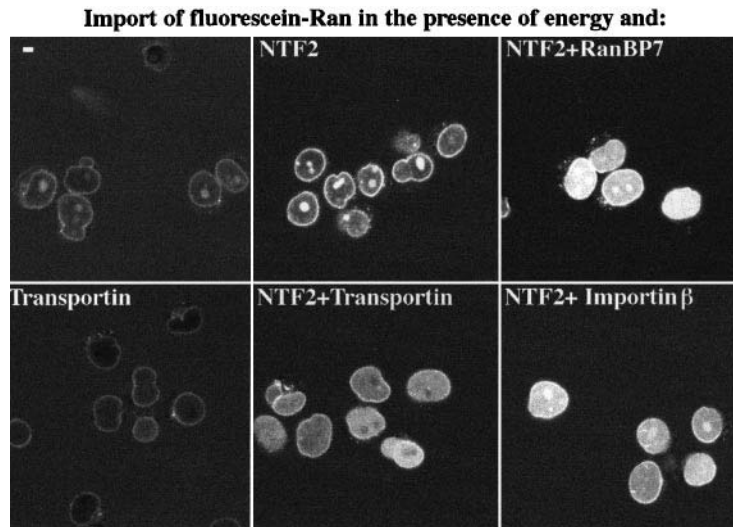 Import of fluorescein-Ran in the presence of energy and:
NTF2
NTF2+RanBP7
Transportin
NTF2+Transportin
NTF2+ Importin β